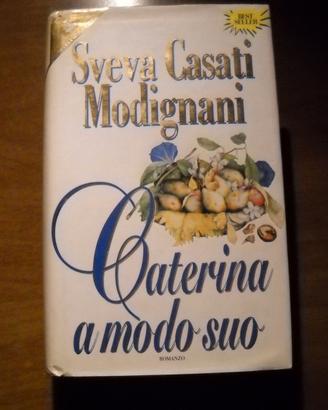 BEST
SELLER
Sveva Casati
Modignani
Caterina
a modo suo
ROMANZO